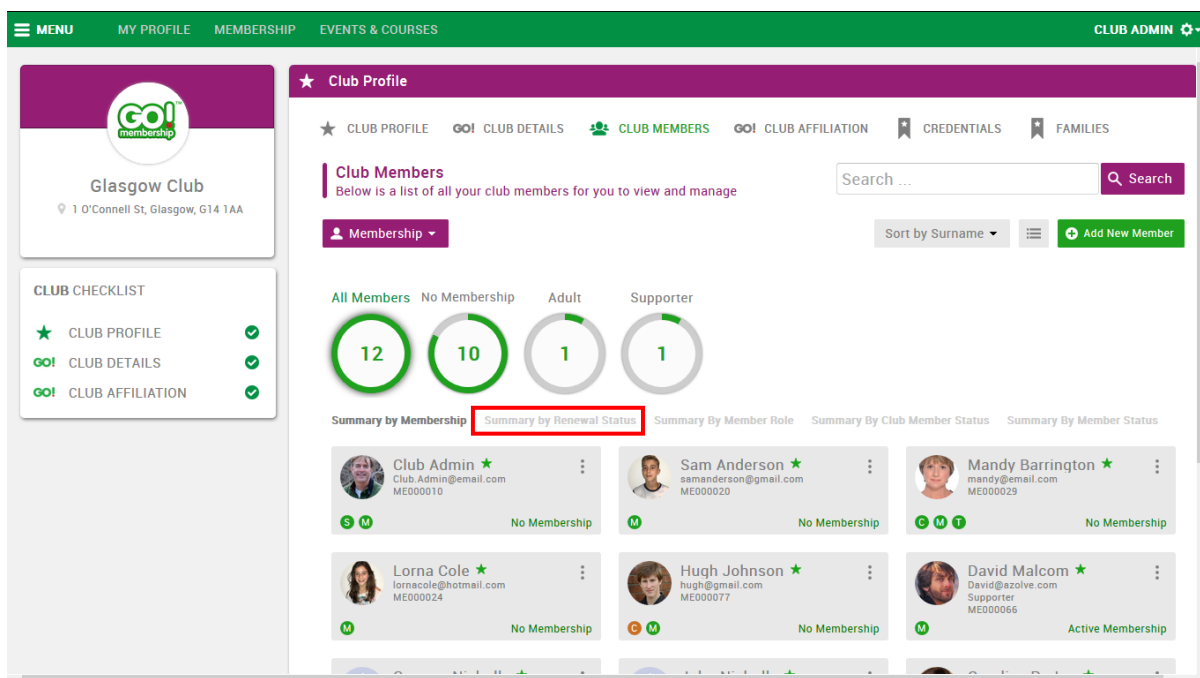 MENU MY PROFILE MEMBERSHIP EVENTS & COURSES CLUB ADMIN
GO!™
membership
Glasgow Club
1 O'Connell St, Glasgow, G14 1AA
CLUB CHECKLIST
CLUB PROFILE
GO! CLUB DETAILS
GO! CLUB AFFILIATION
Club Profile
CLUB PROFILE GO! CLUB DETAILS CLUB MEMBERS GO! CLUB AFFILIATION CREDENTIALS FAMILIES
Club Members
Below is a list of all your club members for you to view and manage
Search ... Search
Membership Sort by Surname Add New Member
All Members No Membership Adult Supporter
12 10 1 1
Summary by Membership Summary by Renewal Status Summary By Member Role Summary By Club Member Status Summary By Member Status
Club Admin
Club.Admin@email.com
ME000010
S M No Membership
Sam Anderson
samanderson@gmail.com
ME000020
M No Membership
Mandy Barrington
mandy@email.com
ME000029
C M T No Membership
Lorna Cole
lornacole@hotmail.com
ME000024
M No Membership
Hugh Johnson
hugh@gmail.com
ME000077
C M No Membership
David Malcom
David@azolve.com
Supporter
ME000066
M Active Membership